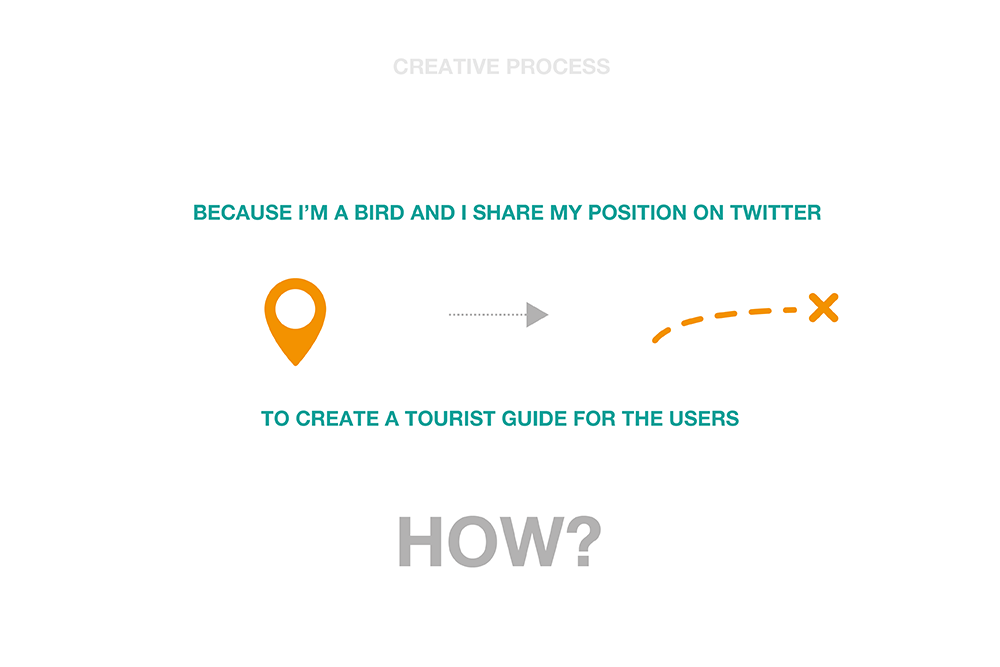 CREATIVE PROCESS
BECAUSE I'M A BIRD AND I SHARE MY POSITION ON TWITTER
TO CREATE A TOURIST GUIDE FOR THE USERS
HOW?